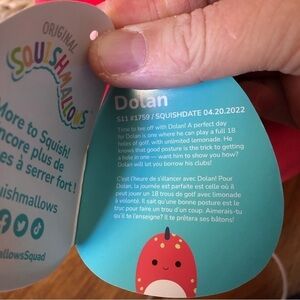 ORIGINAL
SQUISHMALLOWS
More to Squish!
ncore plus de
es à serrer fort !
uishmallows
mallowsSquad
Dolan
S11 #1759 / SQUISHDATE 04.20.2022
Time to tee off with Dolan! A perfect day
for Dolan is one where he can play a full 18
holes of golf, with unlimited lemonade. He
knows that good posture is the trick to getting
a hole in one — want him to show you how?
Dolan will let you borrow his clubs!
C'est l'heure de s'élancer avec Dolan! Pour
Dolan, la journée est parfaite est celle où il
peut jouer un 18 trous de golf avec limonade
à volonté. Il sait qu'une bonne posture est le
truc pour faire un trou d'un coup. Aimerais-tu
qu'il te l'enseigne? Il te prêtera ses bâtons!